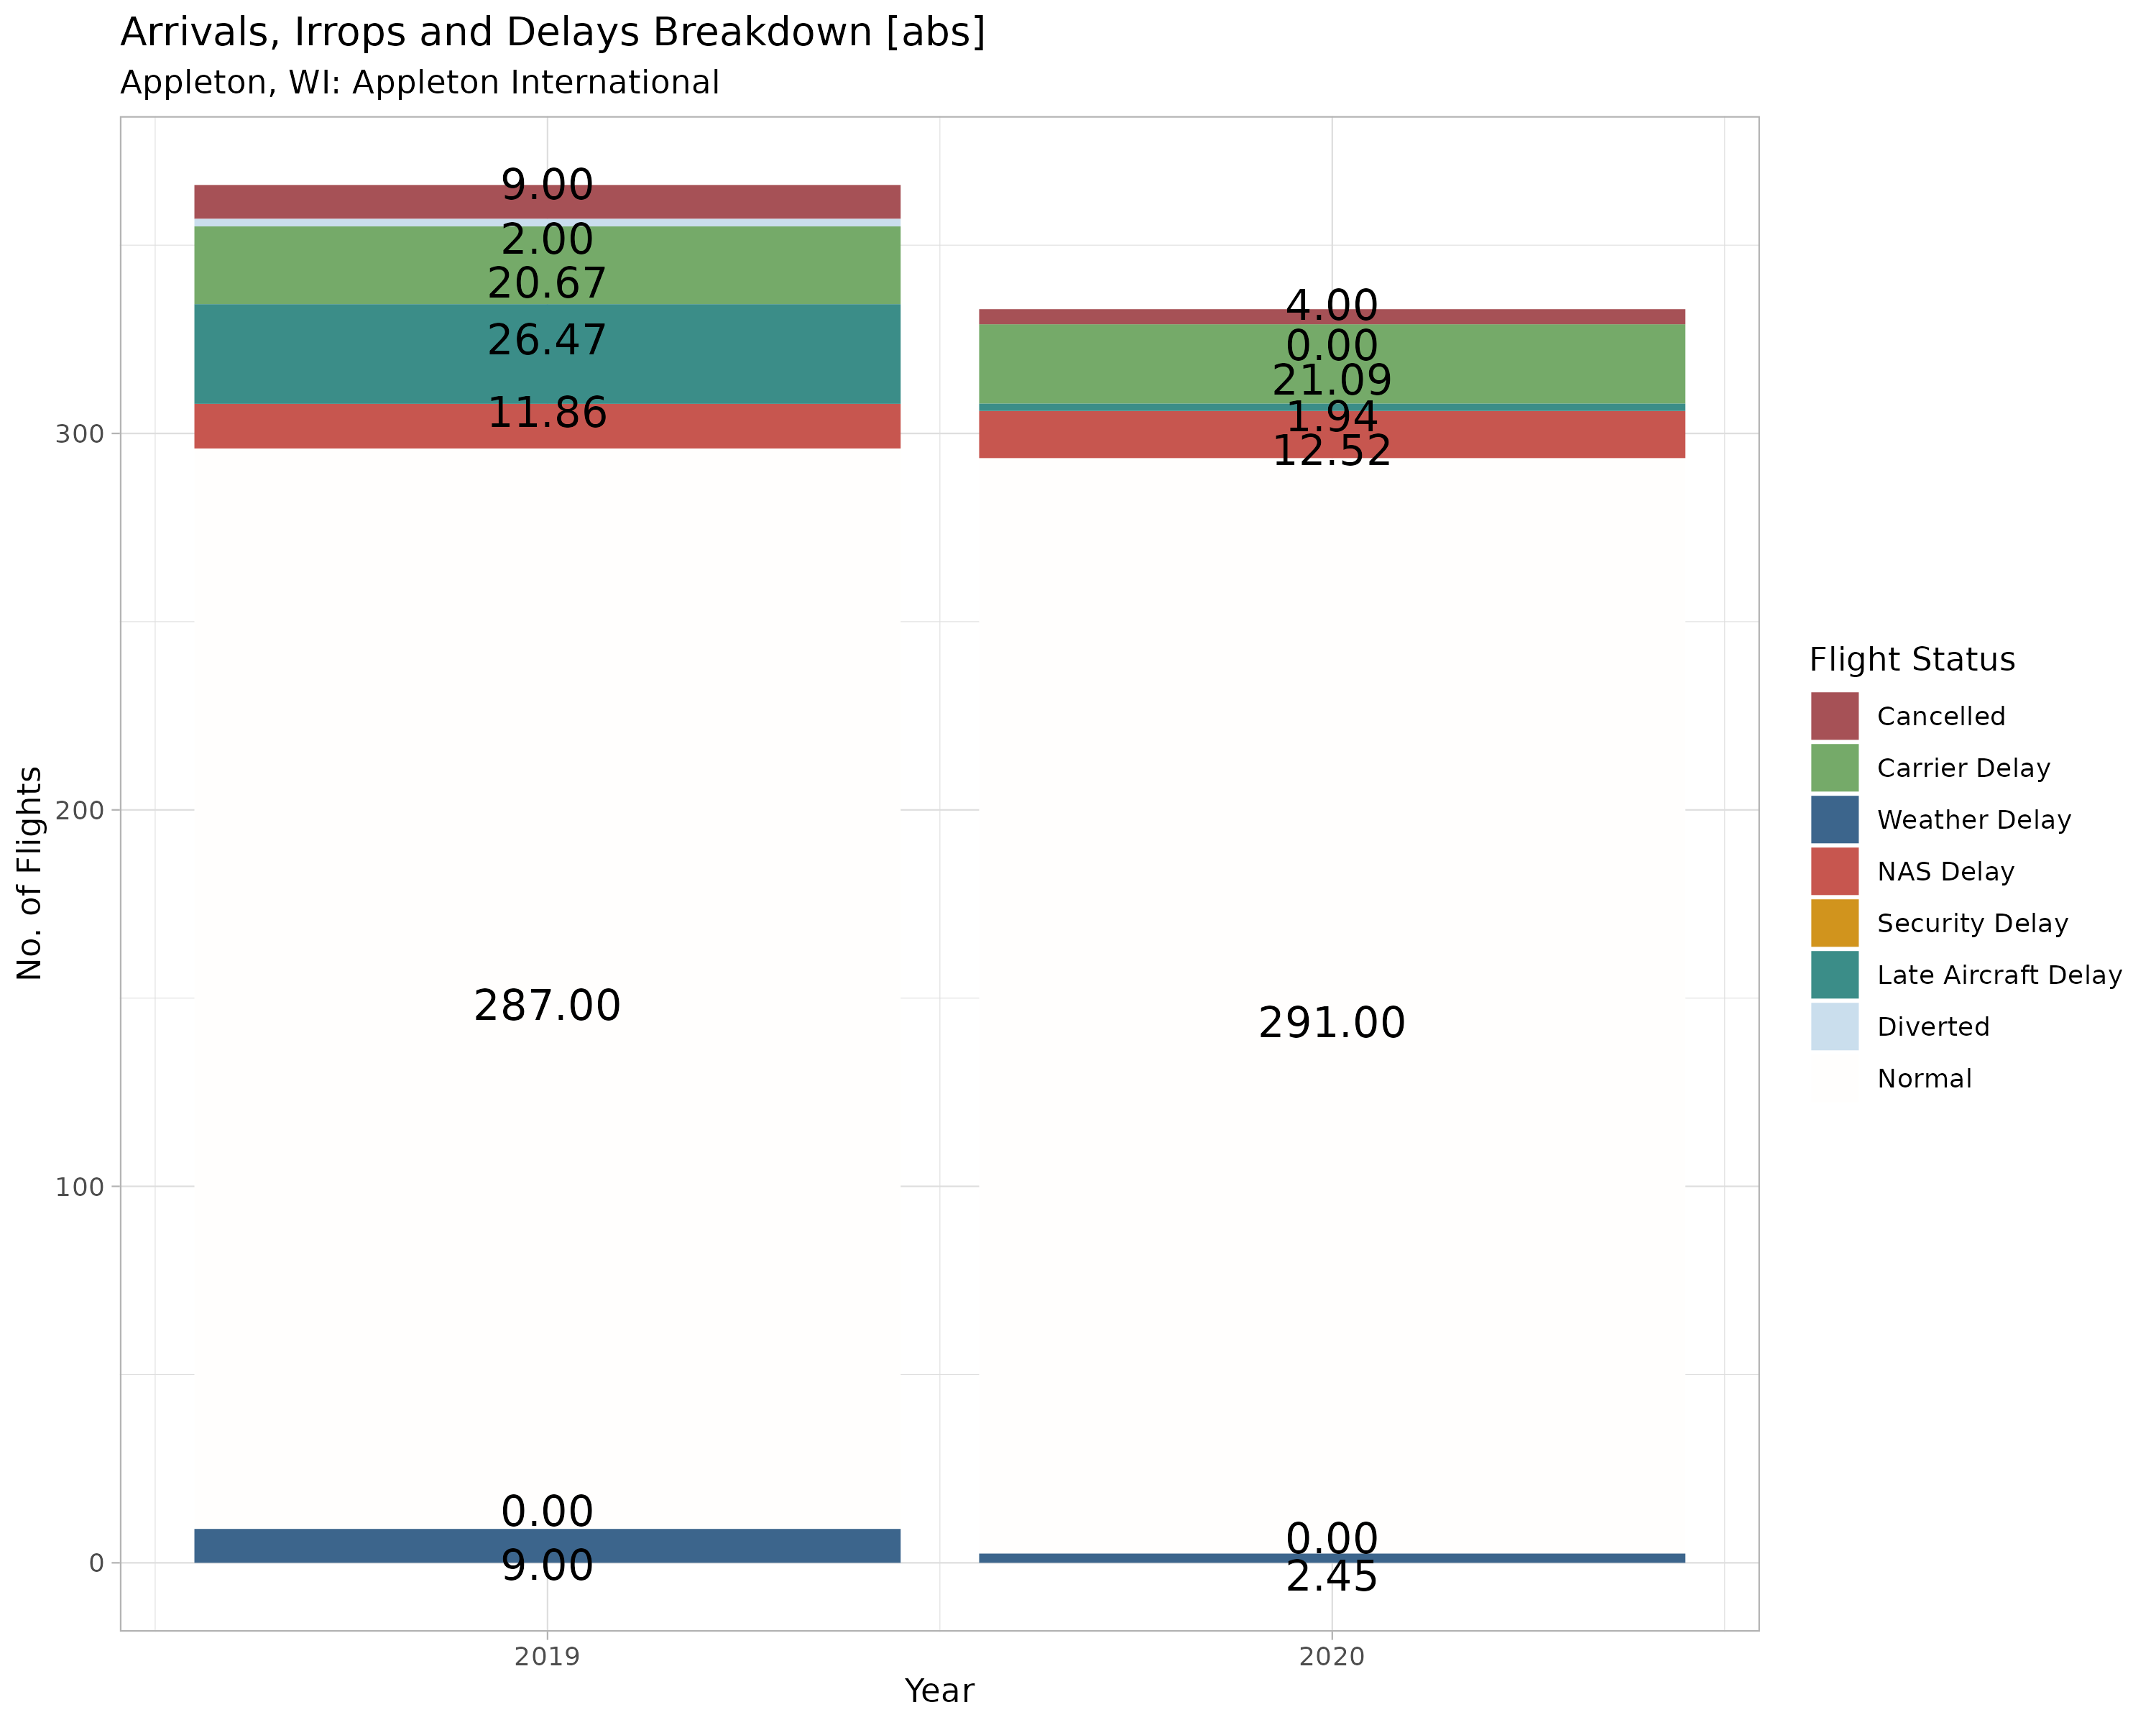 Arrivals, Irrops and Delays Breakdown [abs]
Appleton, WI: Appleton International
No. of Flights
300
200
100
0
9.00
2.00
20.67
26.47
11.86
287.00
0.00
9.00
4.00
0.00
21.09
1.94
12.52
291.00
0.00
2.45
2019
2020
Year
Flight Status
Cancelled
Carrier Delay
Weather Delay
NAS Delay
Security Delay
Late Aircraft Delay
Diverted
Normal